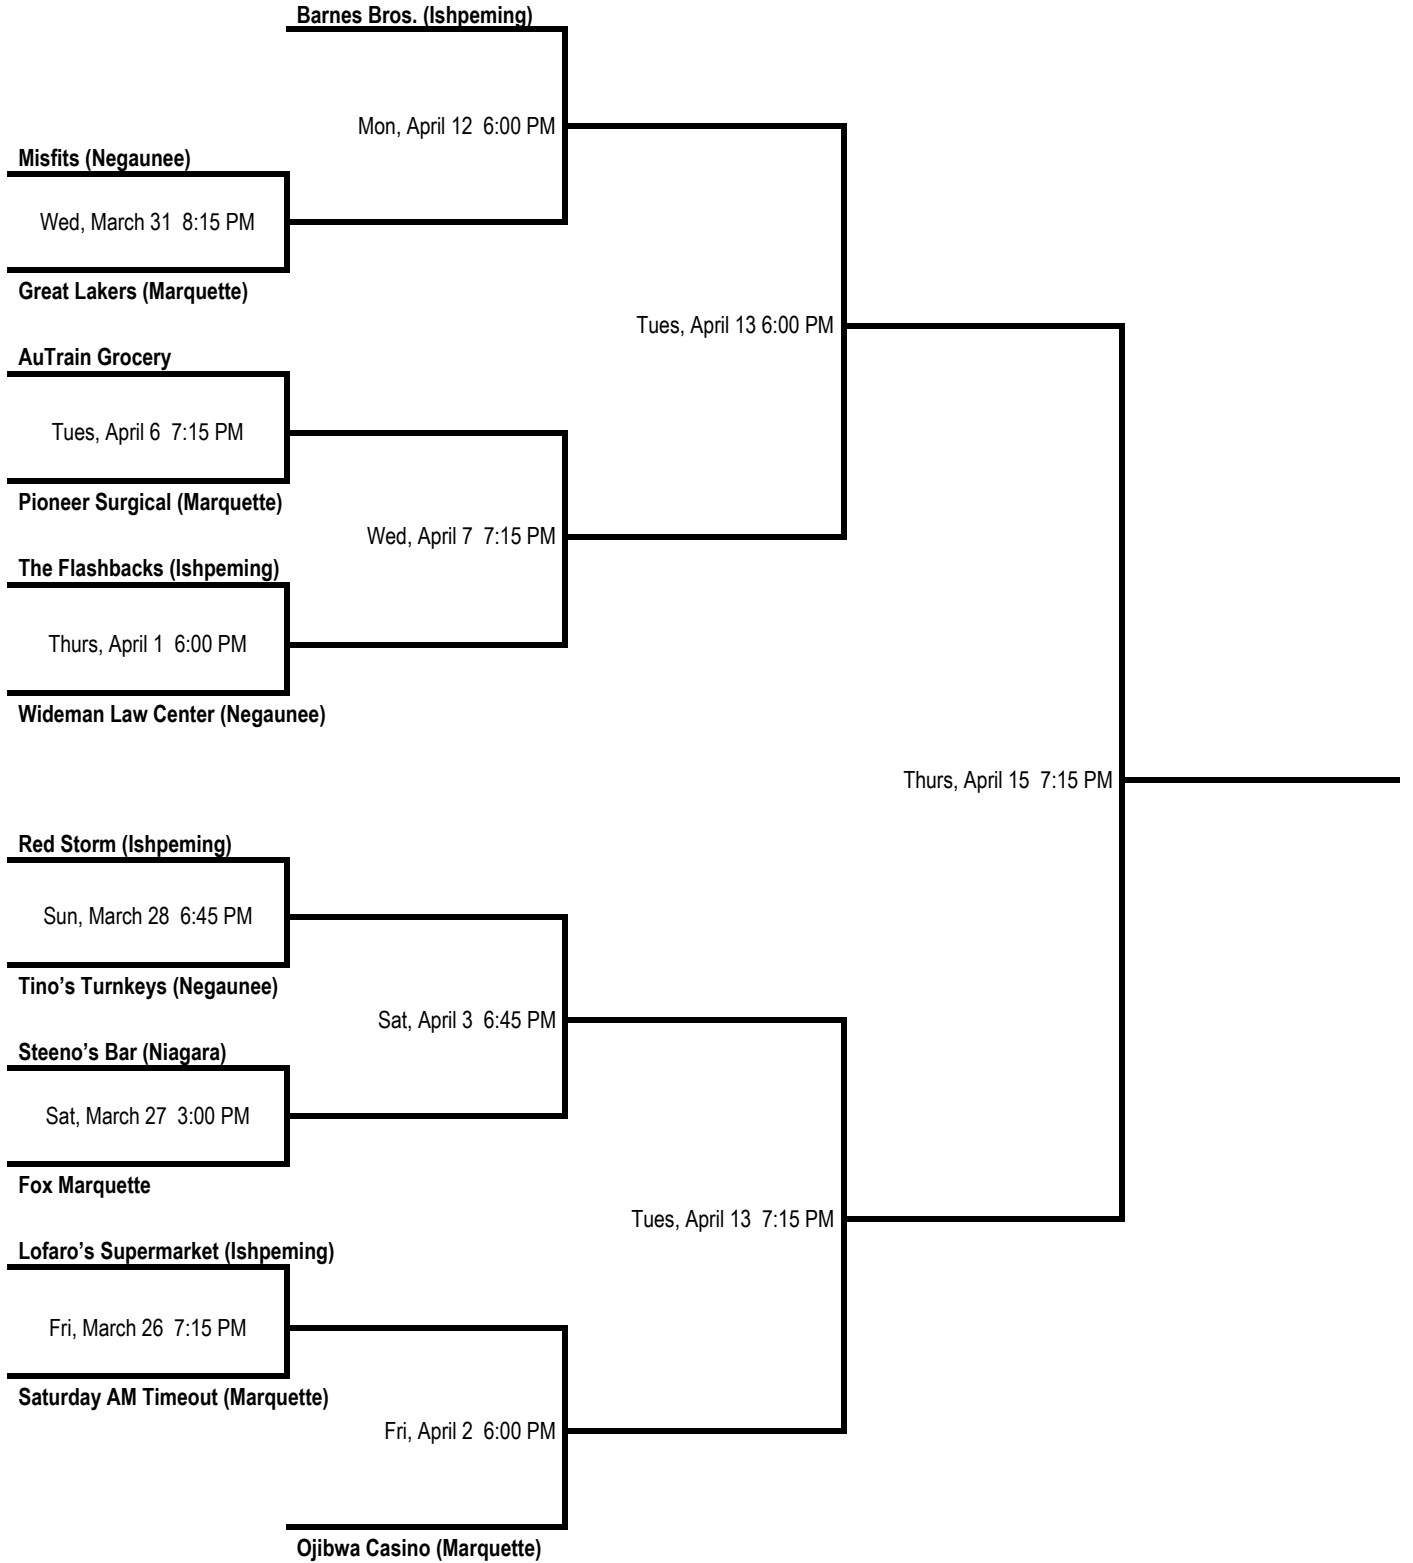 Barnes Bros. (Ishpeming)
Mon, April 12  6:00 PM
Misfits (Negaunee)
Wed, March 31  8:15 PM
Great Lakers (Marquette)
Tues, April 13 6:00 PM
AuTrain Grocery
Tues, April 6  7:15 PM
Pioneer Surgical (Marquette)
Wed, April 7  7:15 PM
The Flashbacks (Ishpeming)
Thurs, April 1  6:00 PM
Wideman Law Center (Negaunee)
Thurs, April 15  7:15 PM
Red Storm (Ishpeming)
Sun, March 28  6:45 PM
Tino’s Turnkeys (Negaunee)
Sat, April 3  6:45 PM
Steeno’s Bar (Niagara)
Sat, March 27  3:00 PM
Fox Marquette
Tues, April 13  7:15 PM
Lofaro’s Supermarket (Ishpeming)
Fri, March 26  7:15 PM
Saturday AM Timeout (Marquette)
Fri, April 2  6:00 PM
Ojibwa Casino (Marquette)